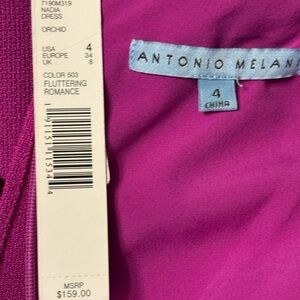 7190M319
NADIA
DRESS
ORCHID
USA 4
EUROPE 34
UK 8
COLOR 503
FLUTTERING
ROMANCE
MSRP
$159.00
ANTONIO MELANI
4
CHINA